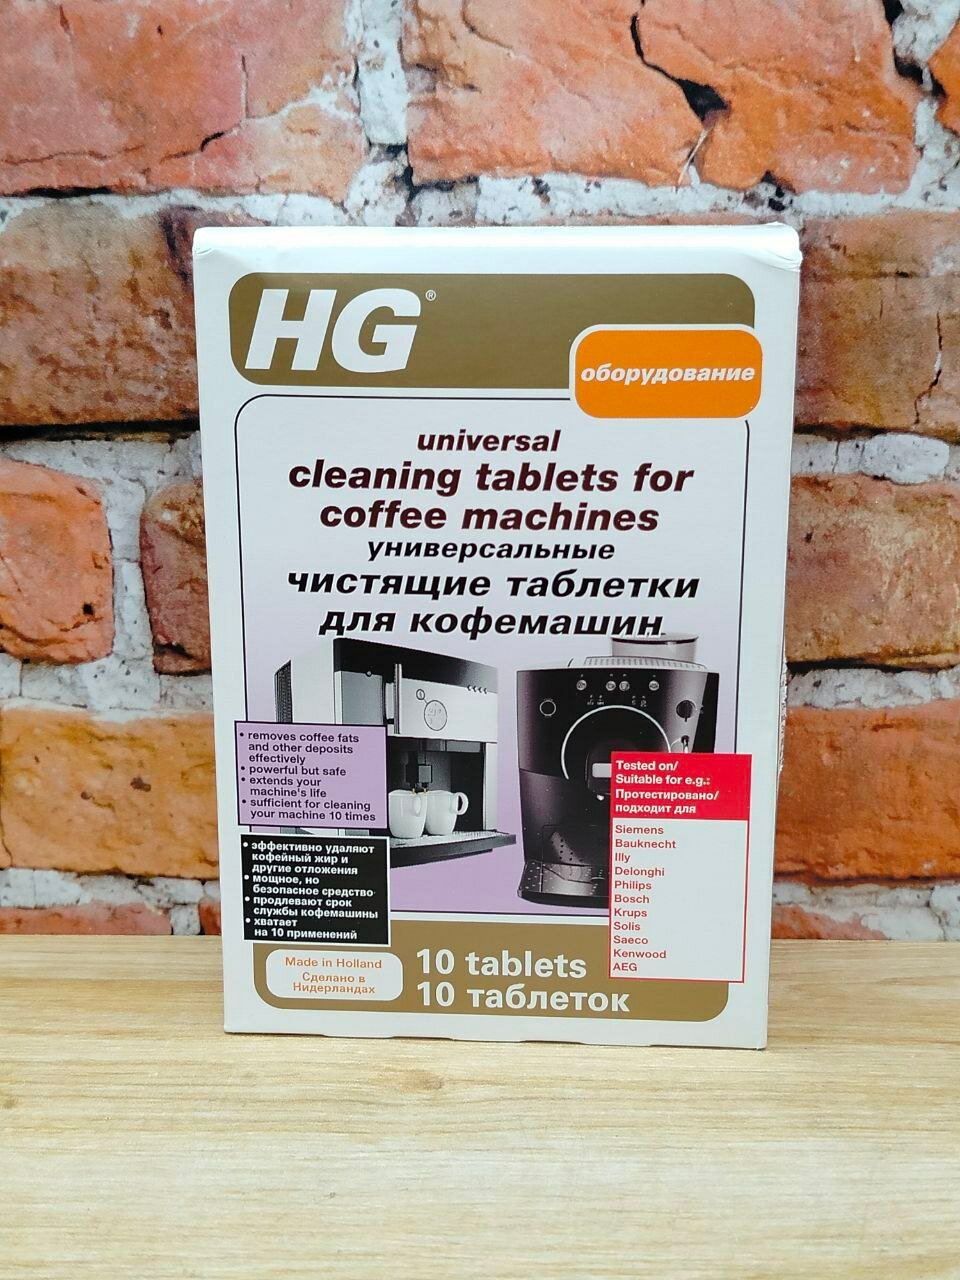 HG®
оборудование
universal
cleaning tablets for
coffee machines
универсальные
чистящие таблетки
для кофемашин
• removes coffee fats
and other deposits
effectively
• powerful but safe
• extends your
machine's life
• sufficient for cleaning
your machine 10 times
• эффективно удаляют
кофейный жир и
другие отложения
• мощное, но
безопасное средство
• продлевают срок
службы кофемашины
• хватает
на 10 применений
Tested on/
Suitable for e.g.:
Протестировано/
подходит для
Siemens
Bauknecht
Illy
Delonghi
Philips
Bosch
Krups
Solis
Saeco
Kenwood
AEG
Made in Holland
Сделано в
Нидерландах
10 tablets
10 таблеток